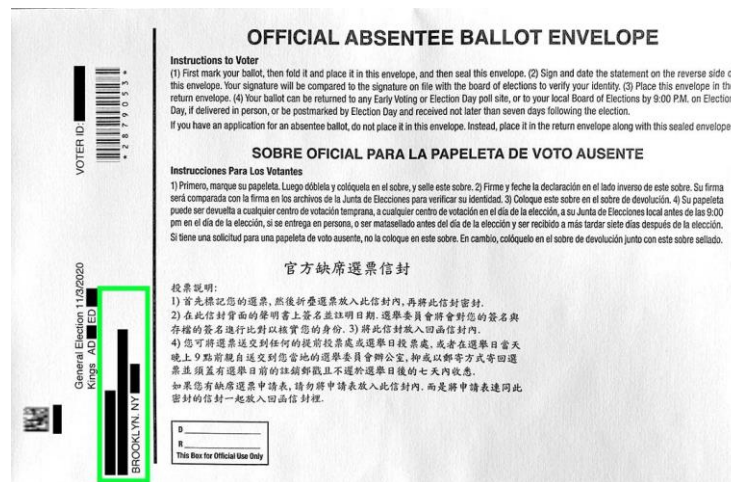 OFFICIAL ABSENTEE BALLOT ENVELOPE
Instructions to Voter
(1) First mark your ballot, then fold it and place it in this envelope, and then seal this envelope. (2) Sign and date the statement on the reverse side
this envelope. Your signature will be compared to the signature on file with the board of elections to verify your identity. (3) Place this envelope in
return envelope. (4) Your ballot can be returned to any Early Voting or Election Day poll site, or to your local Board of Elections by 9:00 P.M. on Election
Day, if delivered in person, or be postmarked by Election Day and received not later than seven days following the election.
If you have an application for an absentee ballot, do not place it in this envelope. Instead, place it in the return envelope along with this sealed envelope
SOBRE OFICIAL PARA LA PAPELETA DE VOTO AUSENTE
Instrucciones Para Los Votantes
1) Primero, marque su papeleta. Luego dóblela y colóquela en el sobre, y selle este sobre. 2) Firme y feche la declaración en el lado inverso de este sobre. Su firma
será comparada con la firma en los archivos de la Junta de Elecciones para verificar su identidad. 3) Coloque este sobre en el sobre de devolución. 4) Su papeleta
puede ser devuelta a cualquier centro de votación temprana, a cualquier centro de votación en el día de la elección, a su Junta de Elecciones local antes de las 9:00
pm en el día de la elección, si se entrega en persona, o ser matasellado antes del día de la elección y ser recibido a más tardar siete días después de la elección.
Si tiene una solicitud para una papeleta de voto ausente, no la coloque en este sobre. En cambio, colóquelo en el sobre de devolución junto con este sobre sellado.
官方缺席選票信封
投票說明:
1) 首先標記您的選票, 然後折疊選票放入此信封內, 再將此信封密封.
2) 在此信封背面的聲明書上簽名並註明日期. 選舉委員會將會對您的簽名與
存檔的簽名進行比對以核實您的身份. 3) 將此信封放入回函信封內.
4) 您可將選票送交到任何的提前投票處或選舉日投票處, 或者在選舉日當天
晚上 9 點前親自送交到您當地的選舉委員會辦公室, 抑或以郵寄方式寄回選
票並須蓋有選舉日前的註銷郵戳且不遲於選舉日後的七天內收悉.
如果您有缺席選票申請表, 請勿將申請表放入此信封內. 而是將申請表連同此
密封的信封一起放入回函信封裡.
D
R
This Box for Official Use Only
VOTER ID:
*2879053*
General Election 11/3/2020
Kings AD ED
BROOKLYN. NY